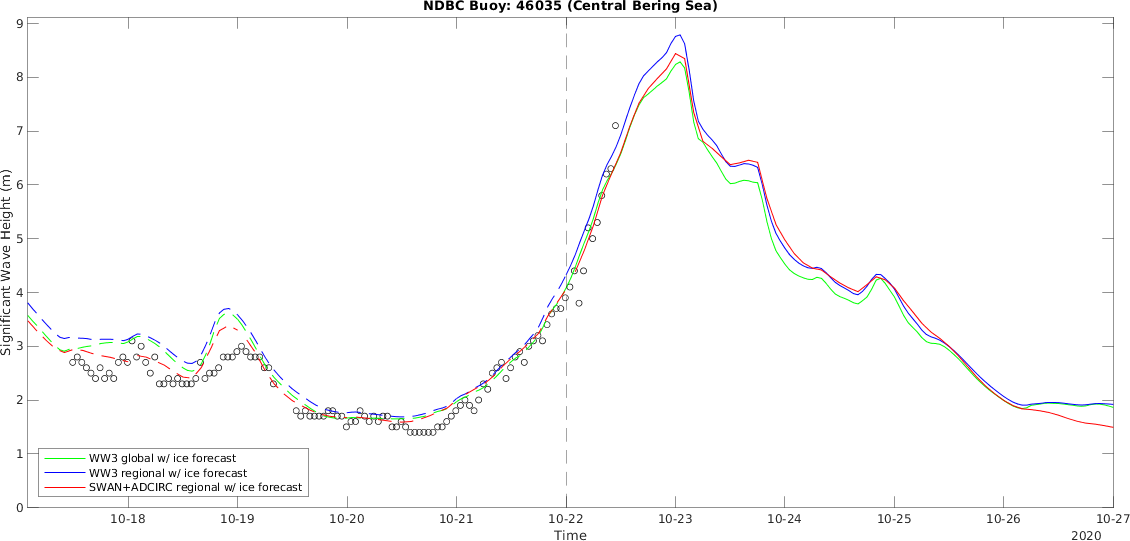 NDBC Buoy: 46035 (Central Bering Sea)
Significant Wave Height (m)
9
8
7
6
5
4
3
2
1
0
WW3 global w/ ice forecast
WW3 regional w/ ice forecast
SWAN+ADCIRC regional w/ ice forecast
10-18 10-19 10-20 10-21 10-22 10-23 10-24 10-25 10-26 10-27
Time
2020